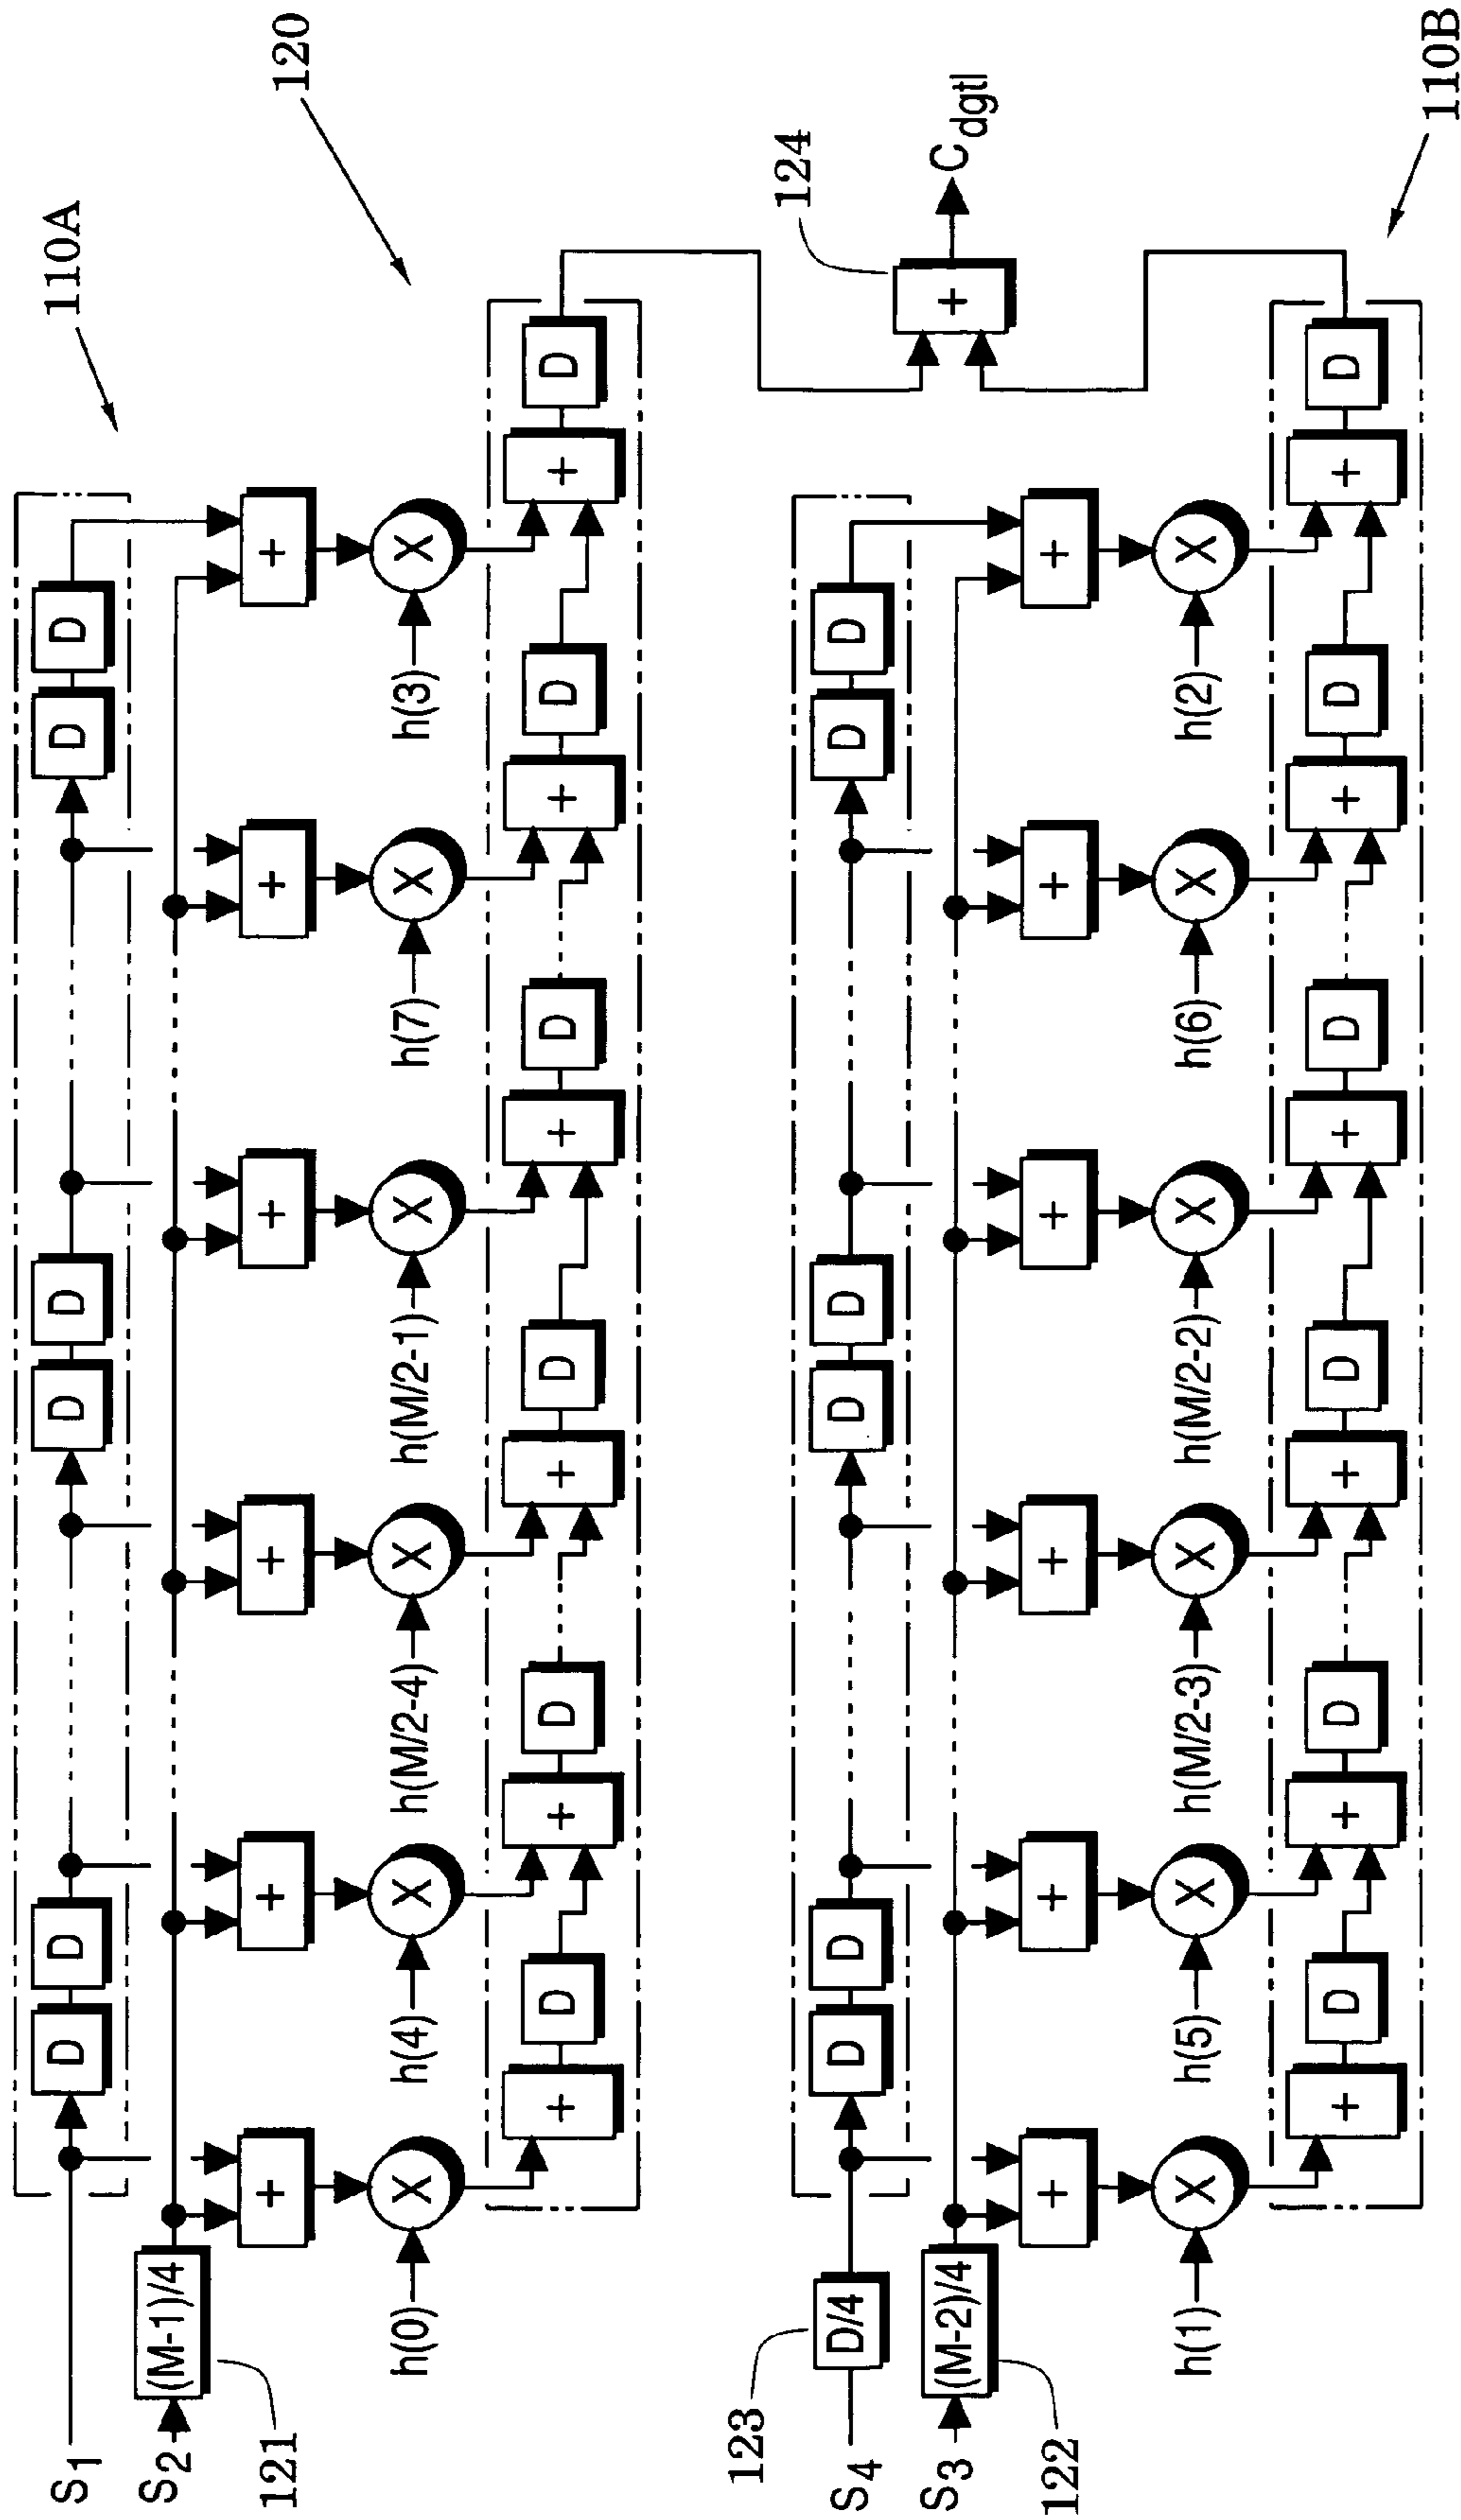 110A
120
S1 D D D D D D
S2 (M-1)/4
121
+ + + + + +
X X X X X X
h(0) h(4) h(M/2-4) h(M/2-1) h(7) h(3)
+ D + D + D + D + D + D
124
+ Cdgtl
123
S4 D/4 D D D D D D
S3 (M-2)/4
122
+ + + + + +
X X X X X X
h(1) h(5) h(M/2-3) h(M/2-2) h(6) h(2)
+ D + D + D + D + D + D
110B